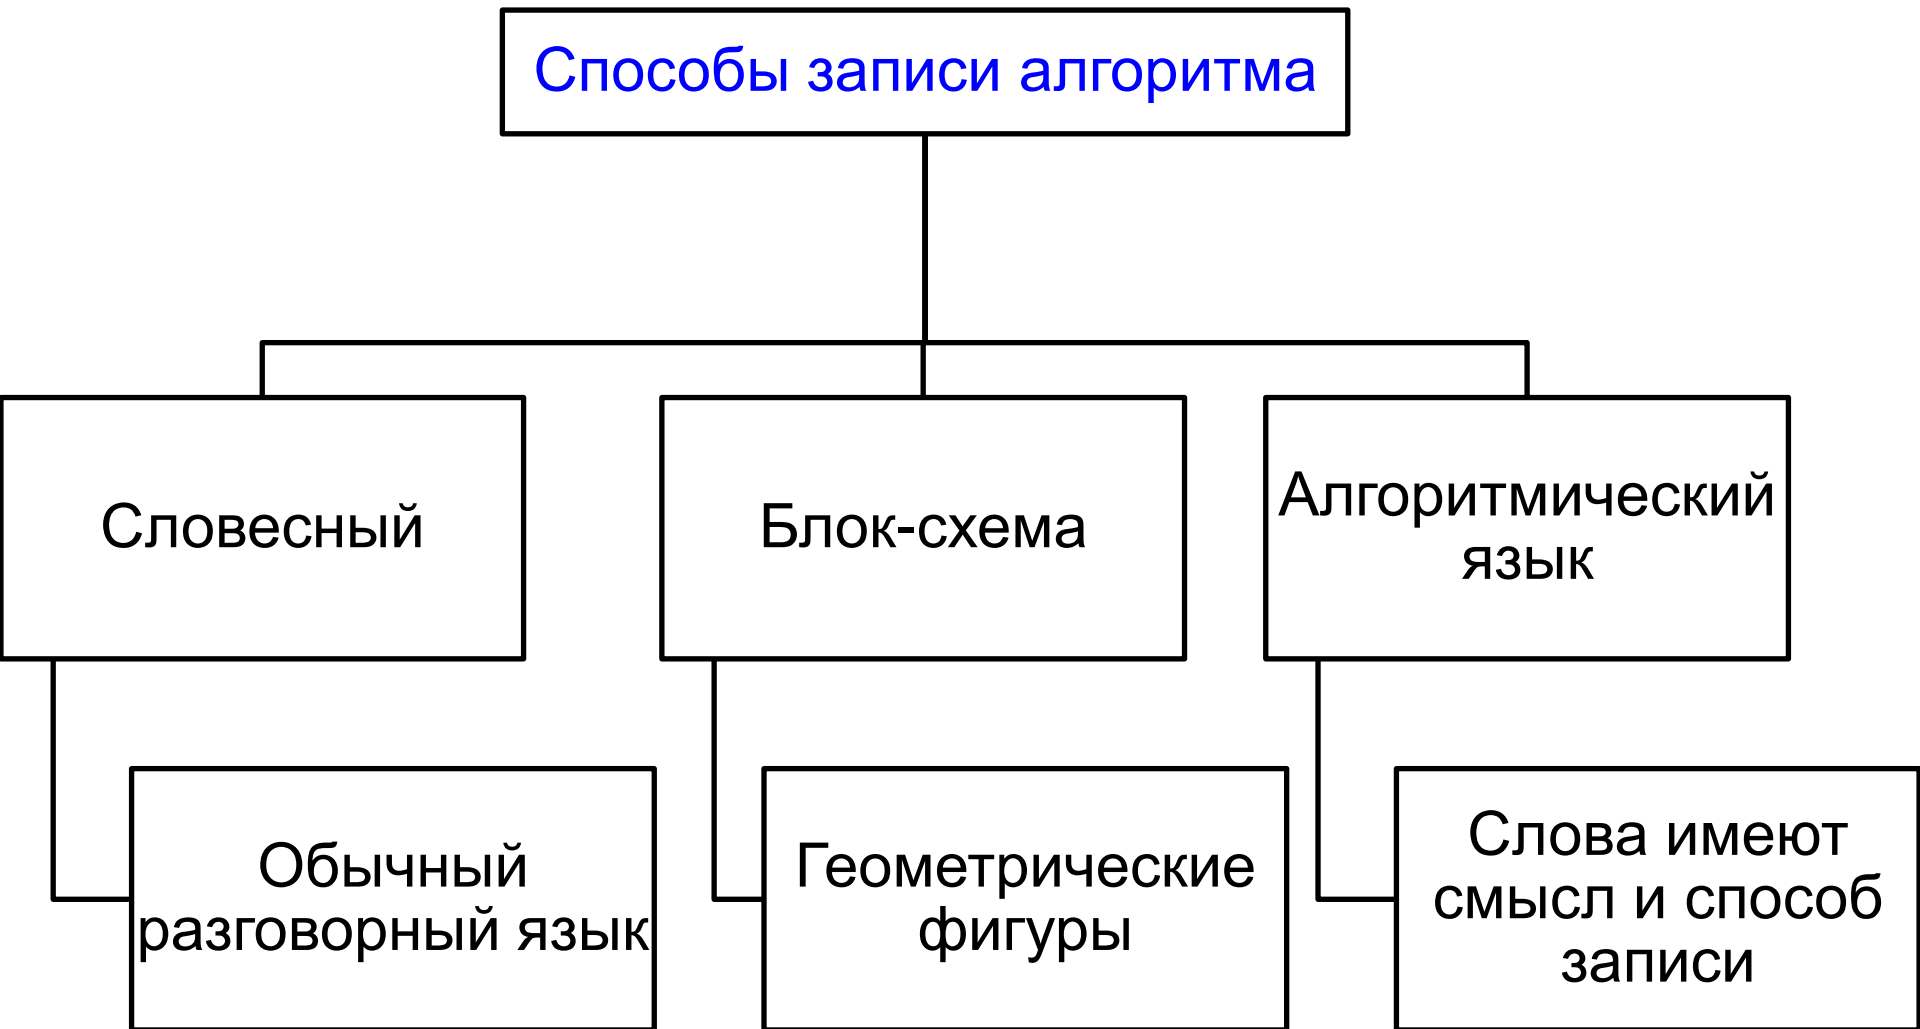 Способы записи алгоритма
Словесный
Блок-схема
Алгоритмический
язык
Обычный
разговорный язык
Геометрические
фигуры
Слова имеют
смысл и способ
записи